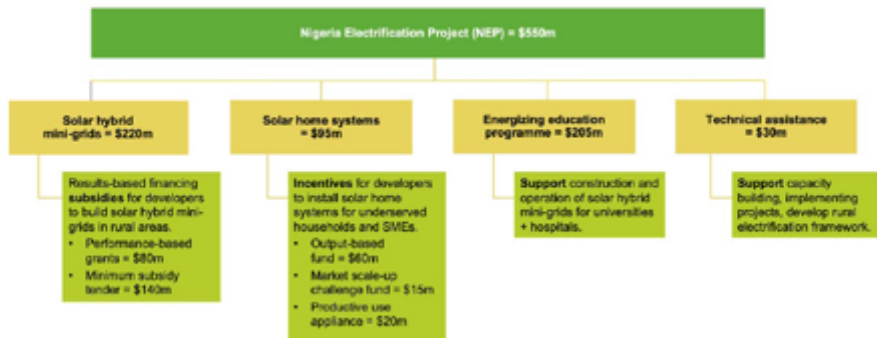 Nigeria Electrification Project (NEP) = $550m
Solar hybrid
mini-grids = $220m
Solar home systems
= $95m
Energizing education
programme = $205m
Technical assistance
= $30m
Results-based financing
subsidies for developers
to build solar hybrid mini-
grids in rural areas.
• Performance-based
grants = $80m
• Minimum subsidy
tender = $140m
Incentives for developers
to install solar home
systems for underserved
households and SMEs.
• Output-based
fund = $60m
• Market scale-up
challenge fund = $15m
• Productive use
appliance = $20m
Support construction and
operation of solar hybrid
mini-grids for universities
+ hospitals.
Support capacity
building, implementing
projects, develop rural
electrification framework.